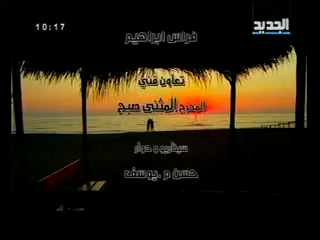 10:17
الجديد
فراس ابراهيم
تعاون فني
المخرج المثنى صبح
سيناريو و حوار
حسن م .يوسف